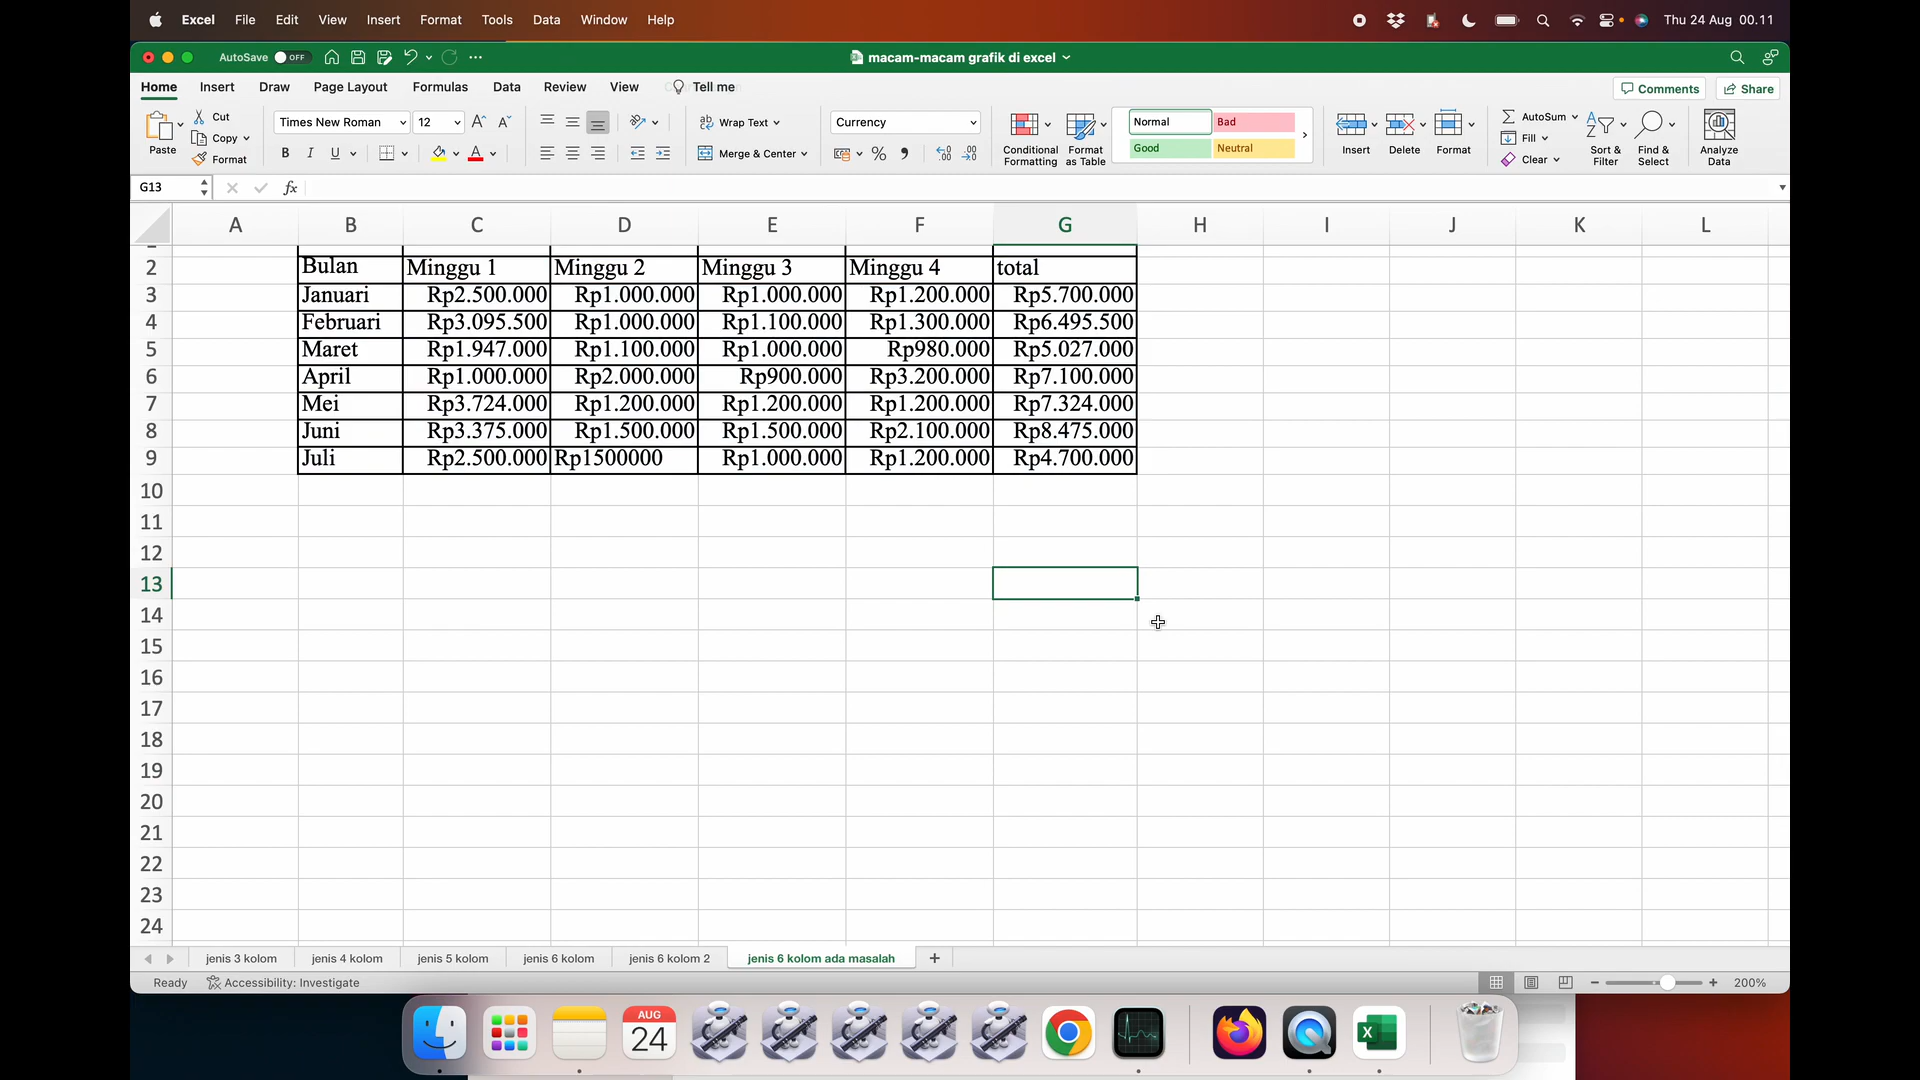 Excel File Edit View Insert Format Tools Data Window Help Thu 24 Aug 00.11
AutoSave OFF macam-macam grafik di excel
Home Insert Draw Page Layout Formulas Data Review View Tell me Comments Share
Paste Cut Copy Format Times New Roman 12 Wrap Text Merge & Center Currency Conditional Formatting Format as Table Normal Bad Good Neutral Insert Delete Format AutoSum Fill Clear Sort & Filter Find & Select Analyze Data
G13 fx
A B C D E F G H I J K L
2 Bulan Minggu 1 Minggu 2 Minggu 3 Minggu 4 total
3 Januari Rp2.500.000 Rp1.000.000 Rp1.000.000 Rp1.200.000 Rp5.700.000
4 Februari Rp3.095.500 Rp1.000.000 Rp1.100.000 Rp1.300.000 Rp6.495.500
5 Maret Rp1.947.000 Rp1.100.000 Rp1.000.000 Rp980.000 Rp5.027.000
6 April Rp1.000.000 Rp2.000.000 Rp900.000 Rp3.200.000 Rp7.100.000
7 Mei Rp3.724.000 Rp1.200.000 Rp1.200.000 Rp1.200.000 Rp7.324.000
8 Juni Rp3.375.000 Rp1.500.000 Rp1.500.000 Rp2.100.000 Rp8.475.000
9 Juli Rp2.500.000 Rp1500000 Rp1.000.000 Rp1.200.000 Rp4.700.000
10
11
12
13
14
15
16
17
18
19
20
21
22
23
24
jenis 3 kolom jenis 4 kolom jenis 5 kolom jenis 6 kolom jenis 6 kolom 2 jenis 6 kolom ada masalah
Ready Accessibility: Investigate 200%
AUG
24